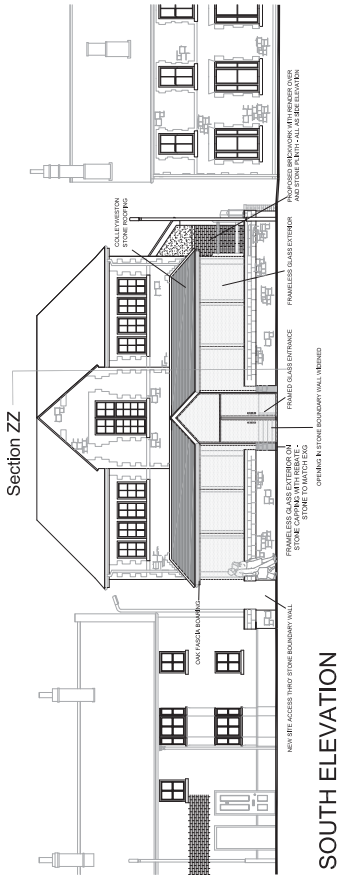 Section ZZ
COLLEYWESTON
STONE ROOFING
PROPOSED BRICKWORK WITH RENDER OVER
AND STONE PLINTH - ALL AS SIDE ELEVATION
FRAMELESS GLASS EXTERIOR
FRAMED GLASS ENTRANCE
OPENING IN STONE BOUNDARY WALL WIDENED
FRAMELESS GLASS EXTERIOR ON
STONE CAPPING WITH REBATE -
STONE TO MATCH EXG
OAK FASCIA BOARING
NEW SITE ACCESS 'THRO' STONE BOUNDARY WALL
SOUTH ELEVATION